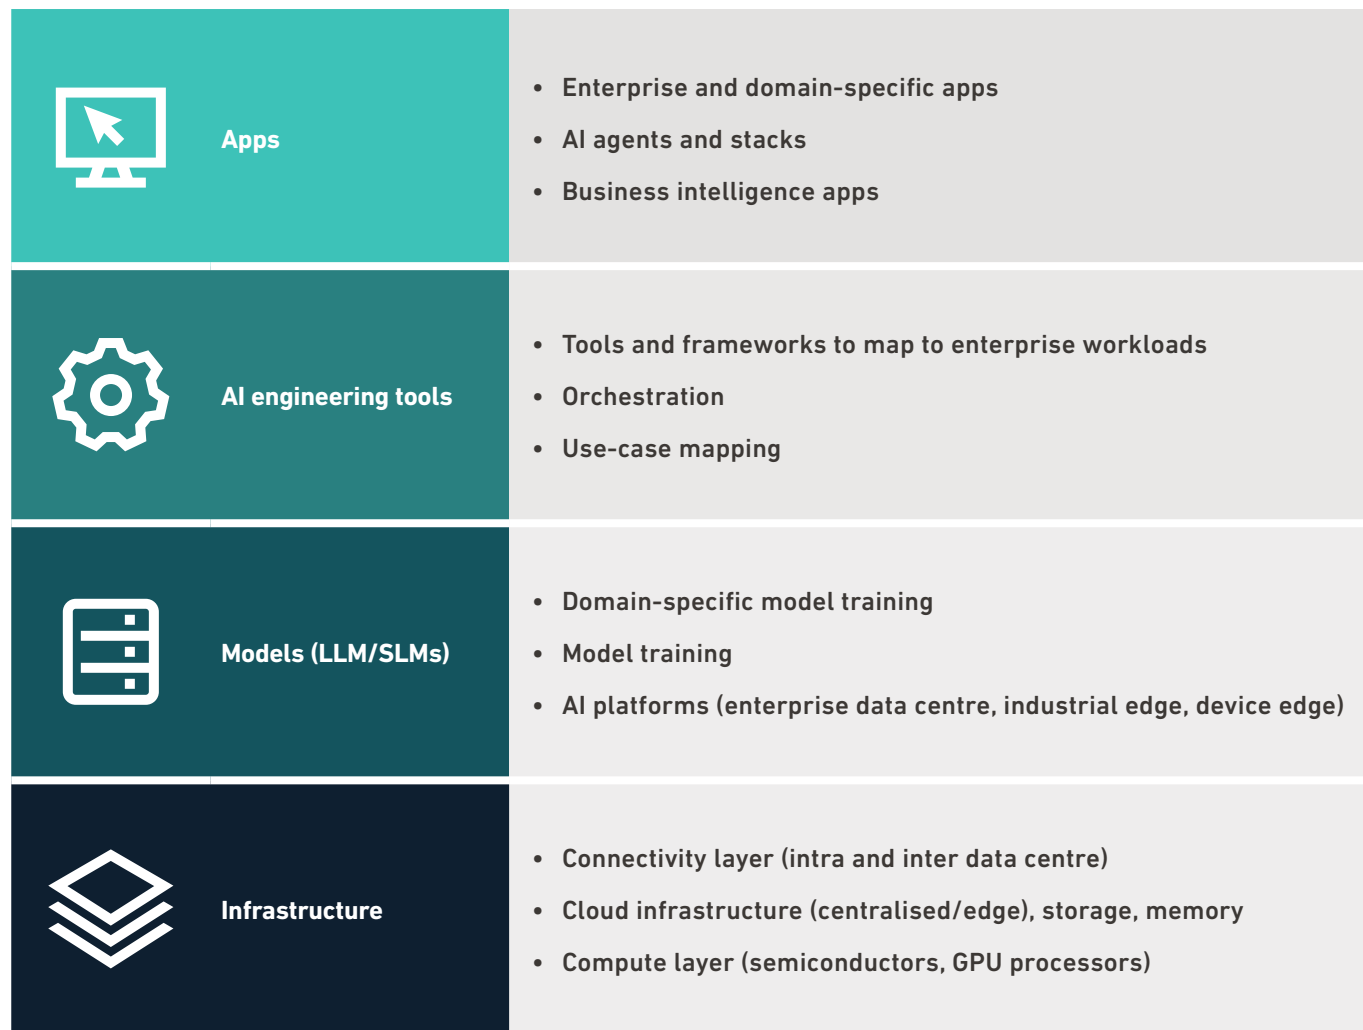 Apps
• Enterprise and domain-specific apps
• AI agents and stacks
• Business intelligence apps
AI engineering tools
• Tools and frameworks to map to enterprise workloads
• Orchestration
• Use-case mapping
Models (LLM/SLMs)
• Domain-specific model training
• Model training
• AI platforms (enterprise data centre, industrial edge, device edge)
Infrastructure
• Connectivity layer (intra and inter data centre)
• Cloud infrastructure (centralised/edge), storage, memory
• Compute layer (semiconductors, GPU processors)